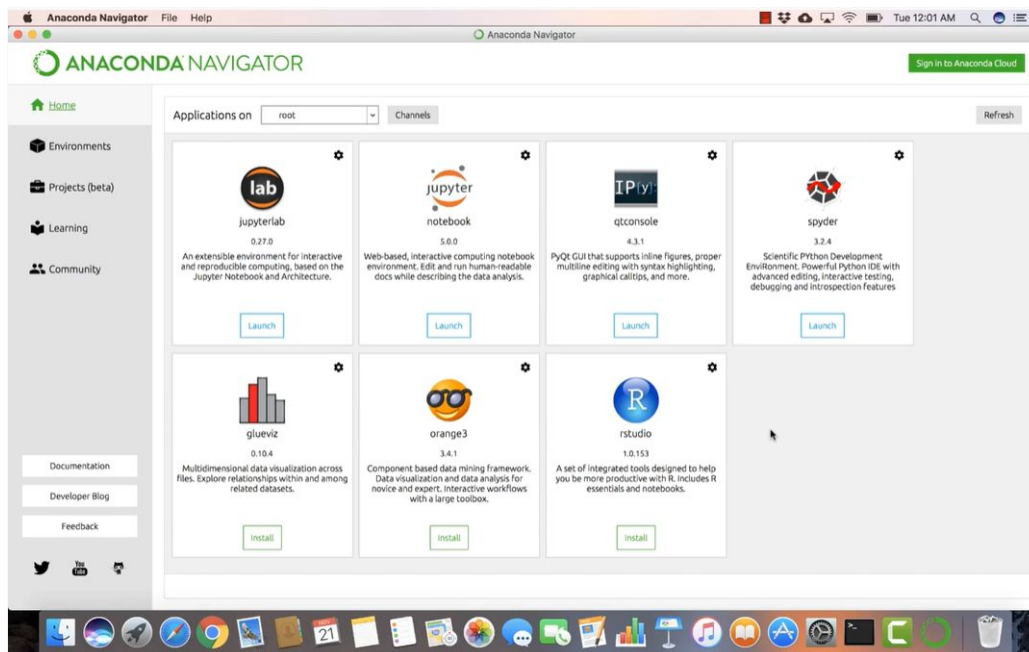 Anaconda Navigator File Help
Tue 12:01 AM
Anaconda Navigator
ANACONDA NAVIGATOR
Sign in to Anaconda Cloud
Home
Environments
Projects (beta)
Learning
Community
Documentation
Developer Blog
Feedback
You
Tube
Applications on root Channels Refresh
lab
jupyterlab
0.27.0
An extensible environment for interactive
and reproducible computing, based on the
Jupyter Notebook and Architecture.
Launch
jupyter
notebook
5.0.0
Web-based, interactive computing notebook
environment. Edit and run human-readable
docs while describing the data analysis.
Launch
IP[y]:
qtconsole
4.3.1
PyQt GUI that supports inline figures, proper
multiline editing with syntax highlighting,
graphical calltips, and more.
Launch
spyder
3.2.4
Scientific PYthon Development
EnviRonment. Powerful Python IDE with
advanced editing, interactive testing,
debugging and introspection features
Launch
glueviz
0.10.4
Multidimensional data visualization across
files. Explore relationships within and among
related datasets.
Install
orange3
3.4.1
Component based data mining framework.
Data visualization and data analysis for
novice and expert. Interactive workflows
with a large toolbox.
Install
R
rstudio
1.0.153
A set of integrated tools designed to help
you be more productive with R. Includes R
essentials and notebooks.
Install
NOV
21